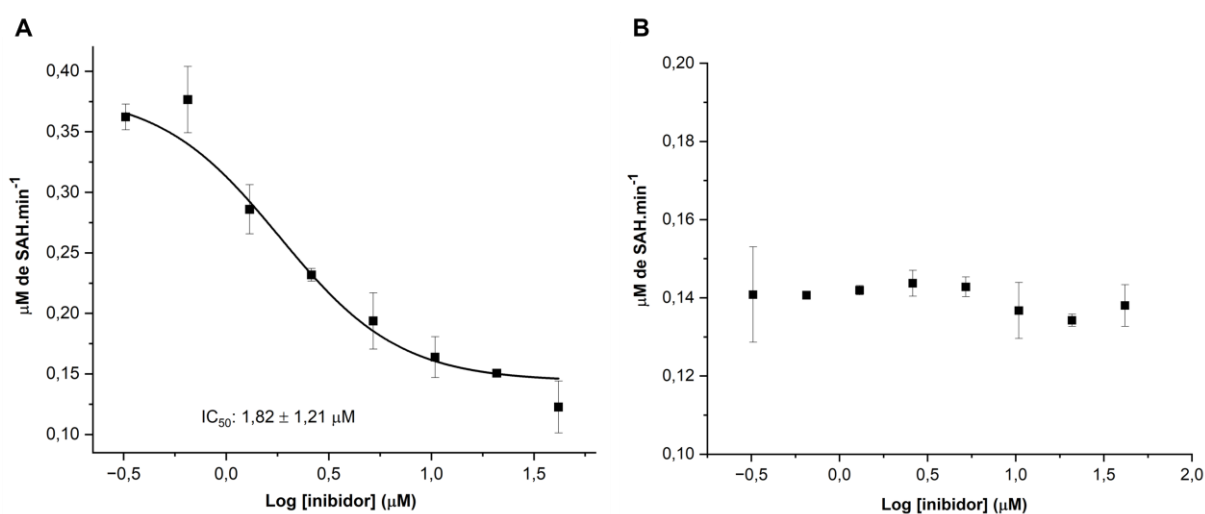 A
0,40
0,35
0,30
0,25
0,20
0,15
0,10
μM de SAH.min⁻¹
IC₅₀: 1,82 ± 1,21 μM
−0,5 0,0 0,5 1,0 1,5
Log [inibidor] (μM)
B
0,20
0,18
0,16
0,14
0,12
0,10
μM de SAH.min⁻¹
−0,5 0,0 0,5 1,0 1,5 2,0
Log [inibidor] (μM)